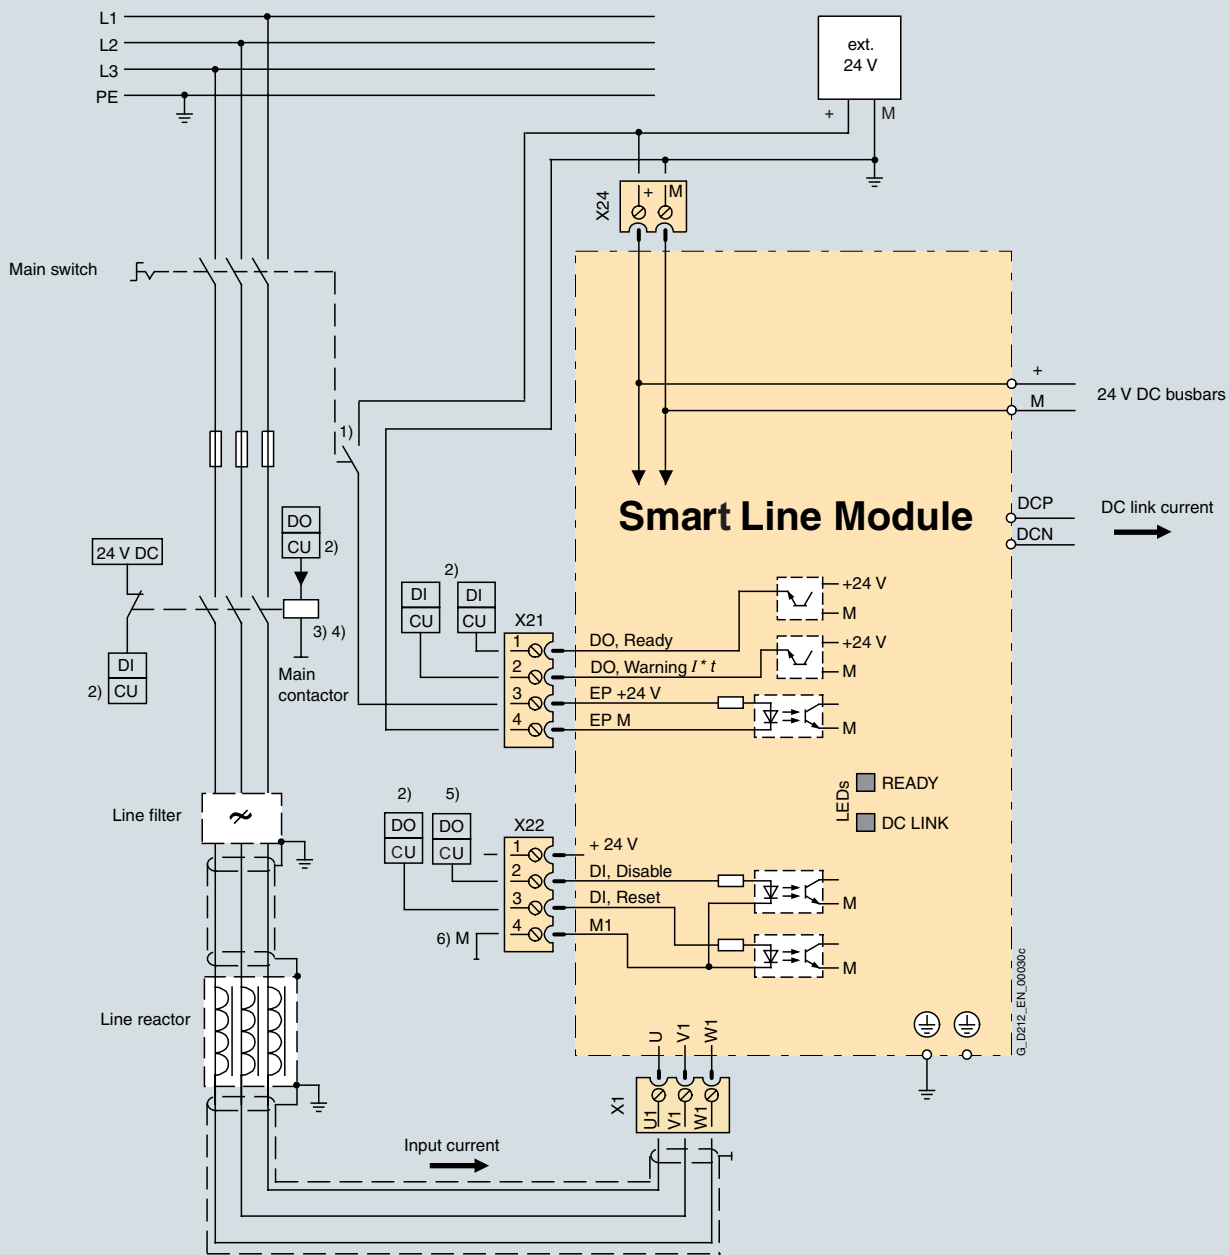 L1
L2
L3
PE
ext.
24 V
+ M
X24
+ M
Main switch
+
M
24 V DC busbars
1)
Smart Line Module
DCP
DCN
DC link current
DO
CU 2)
24 V DC
3) 4)
Main
contactor
DI
2) CU
2)
DI DI
CU CU
X21
1 DO, Ready
2 DO, Warning I * t
3 EP +24 V
4 EP M
+24 V
M
+24 V
M
M
LEDs
READY
DC LINK
Line filter
2) 5)
DO DO
CU CU
X22
1 + 24 V
2 DI, Disable
3 DI, Reset
4 M1
6) M
M
M
Line reactor
G_D212_EN_00030c
U V1 W1
X1
U1 V1 W1
Input current